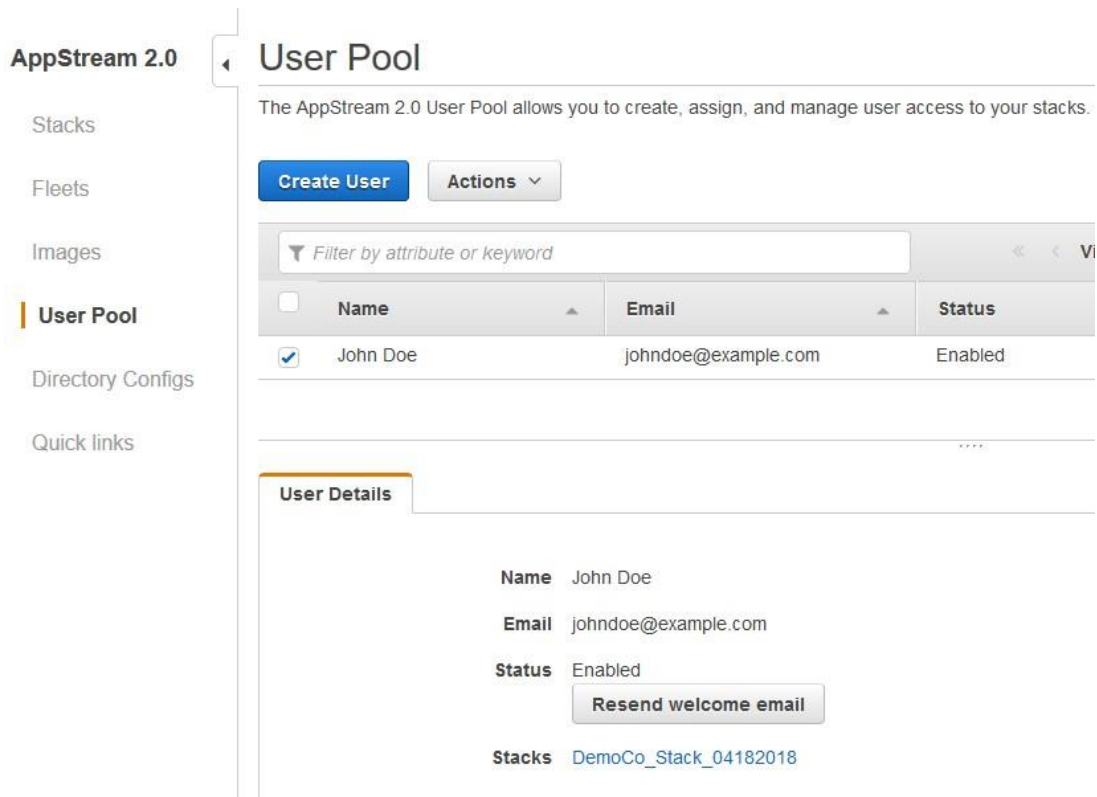 AppStream 2.0
Stacks
Fleets
Images
User Pool
Directory Configs
Quick links
User Pool
The AppStream 2.0 User Pool allows you to create, assign, and manage user access to your stacks.
Create User Actions
Filter by attribute or keyword
Name Email Status
John Doe johndoe@example.com Enabled
User Details
Name John Doe
Email johndoe@example.com
Status Enabled
Resend welcome email
Stacks DemoCo_Stack_04182018